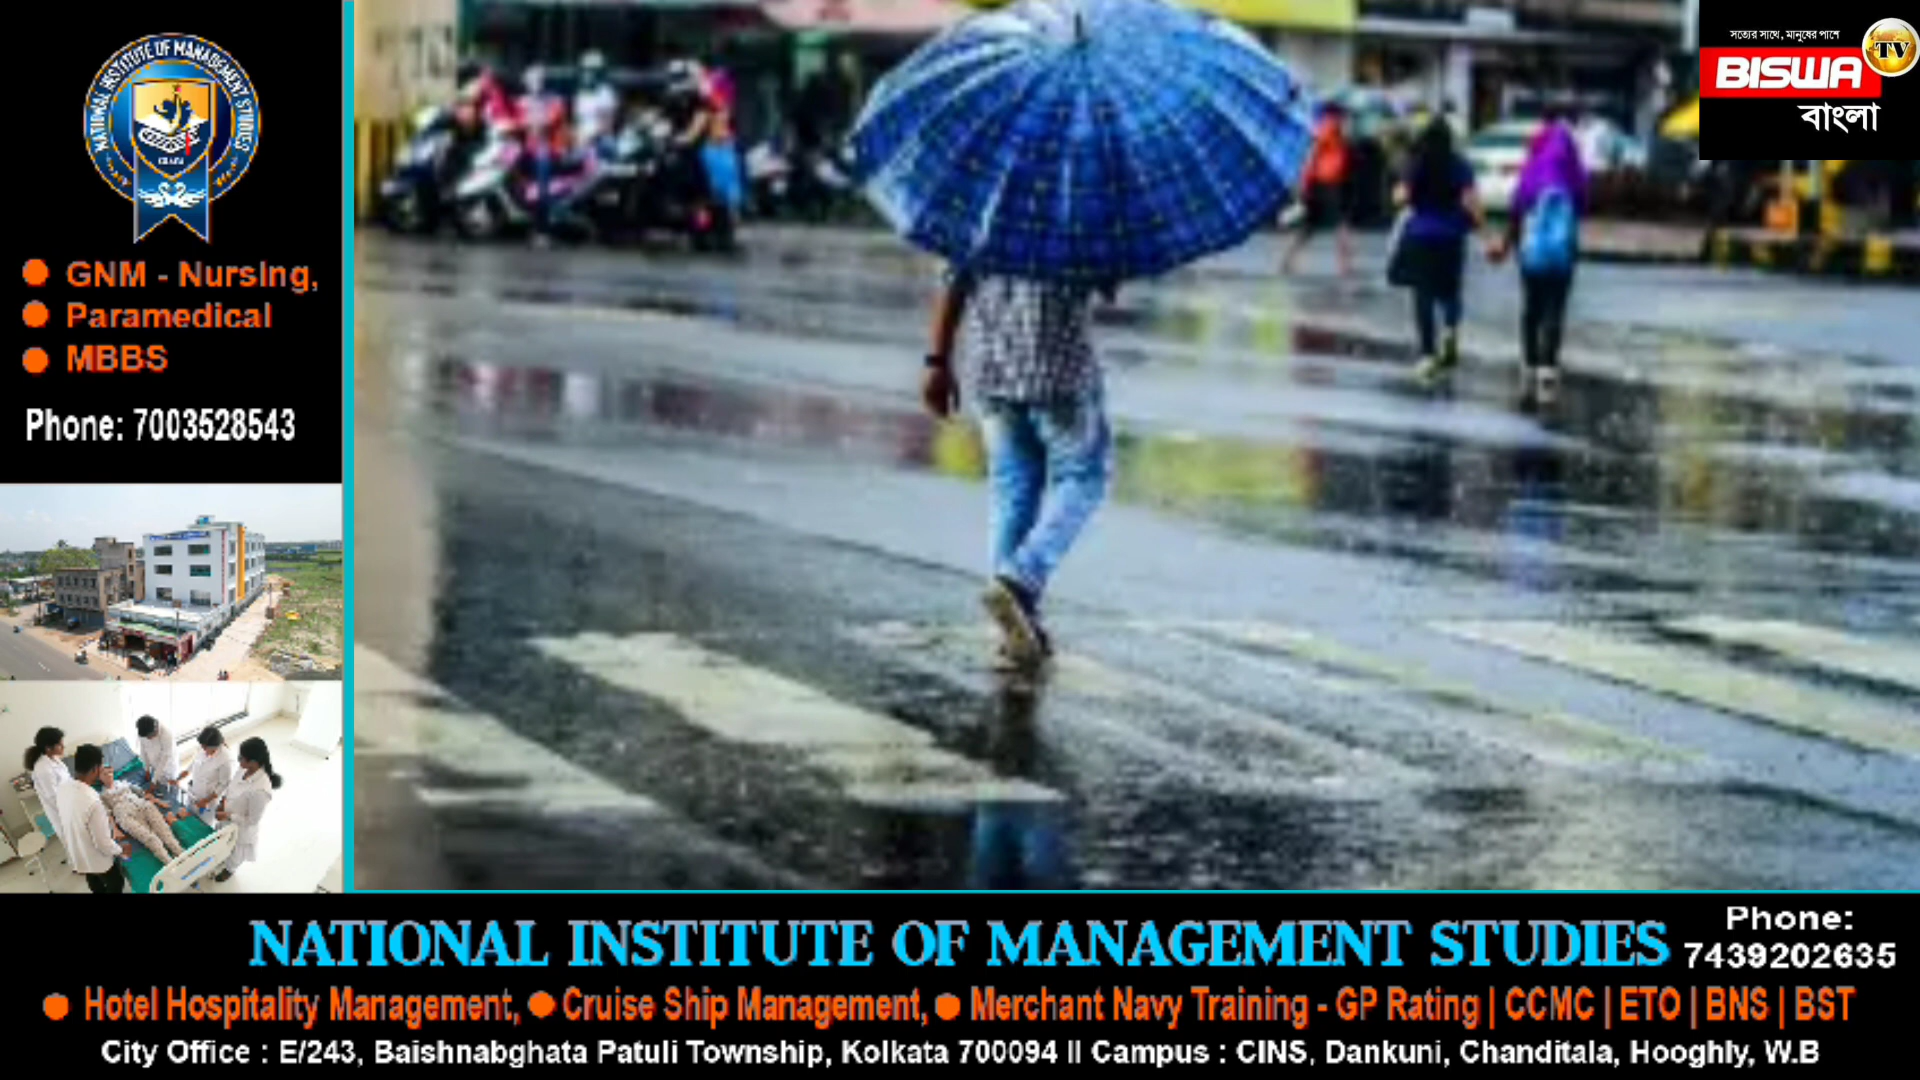 NATIONAL INSTITUTE OF MANAGEMENT STUDIES
GNM - Nursing,
Paramedical
MBBS
Phone: 7003528543
সত্যের সাথে, মানুষের পাশে
BISWA TV
বাংলা
NATIONAL INSTITUTE OF MANAGEMENT STUDIES
Phone:
7439202635
Hotel Hospitality Management, Cruise Ship Management, Merchant Navy Training - GP Rating | CCMC | ETO | BNS | BST
City Office : E/243, Baishnabghata Patuli Township, Kolkata 700094 II Campus : CINS, Dankuni, Chanditala, Hooghly, W.B